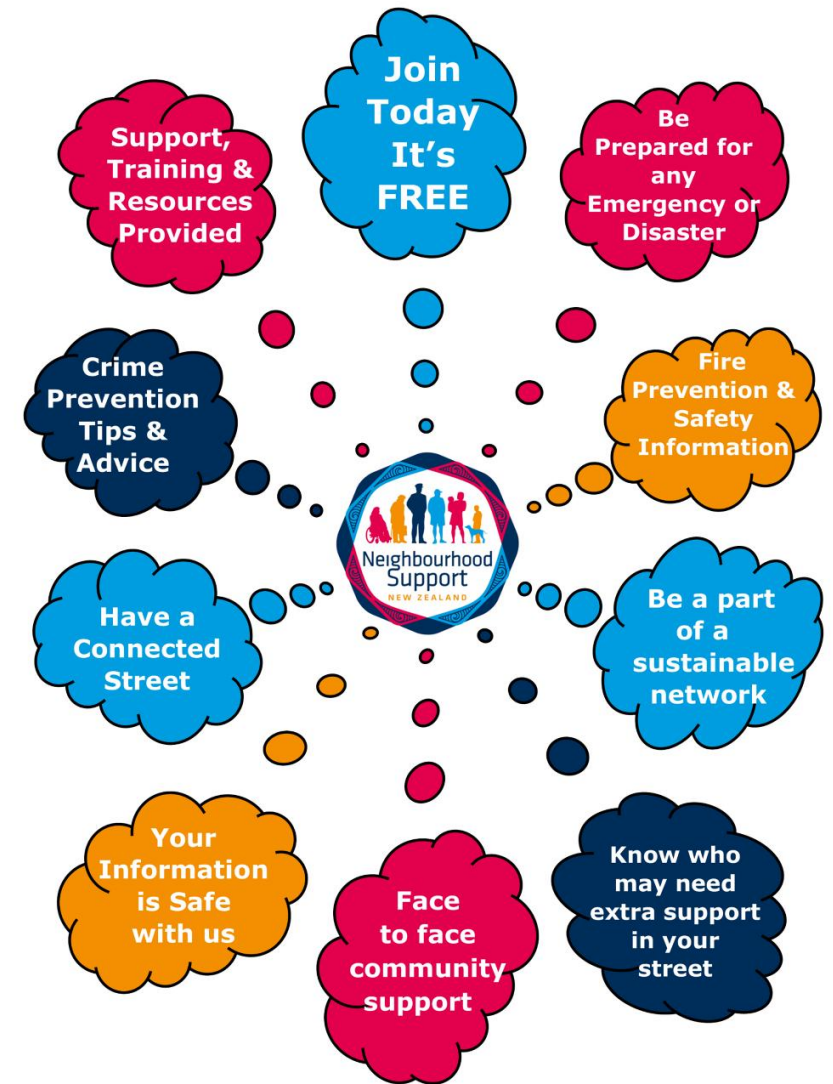 Join
Today
It's
FREE
Support,
Training &
Resources
Provided
Be
Prepared for
any
Emergency or
Disaster
Crime
Prevention
Tips &
Advice
Fire
Prevention &
Safety
Information
Neighbourhood
Support
NEW ZEALAND
Have a
Connected
Street
Be a part
of a
sustainable
network
Your
Information
is Safe
with us
Face
to face
community
support
Know who
may need
extra support
in your
street